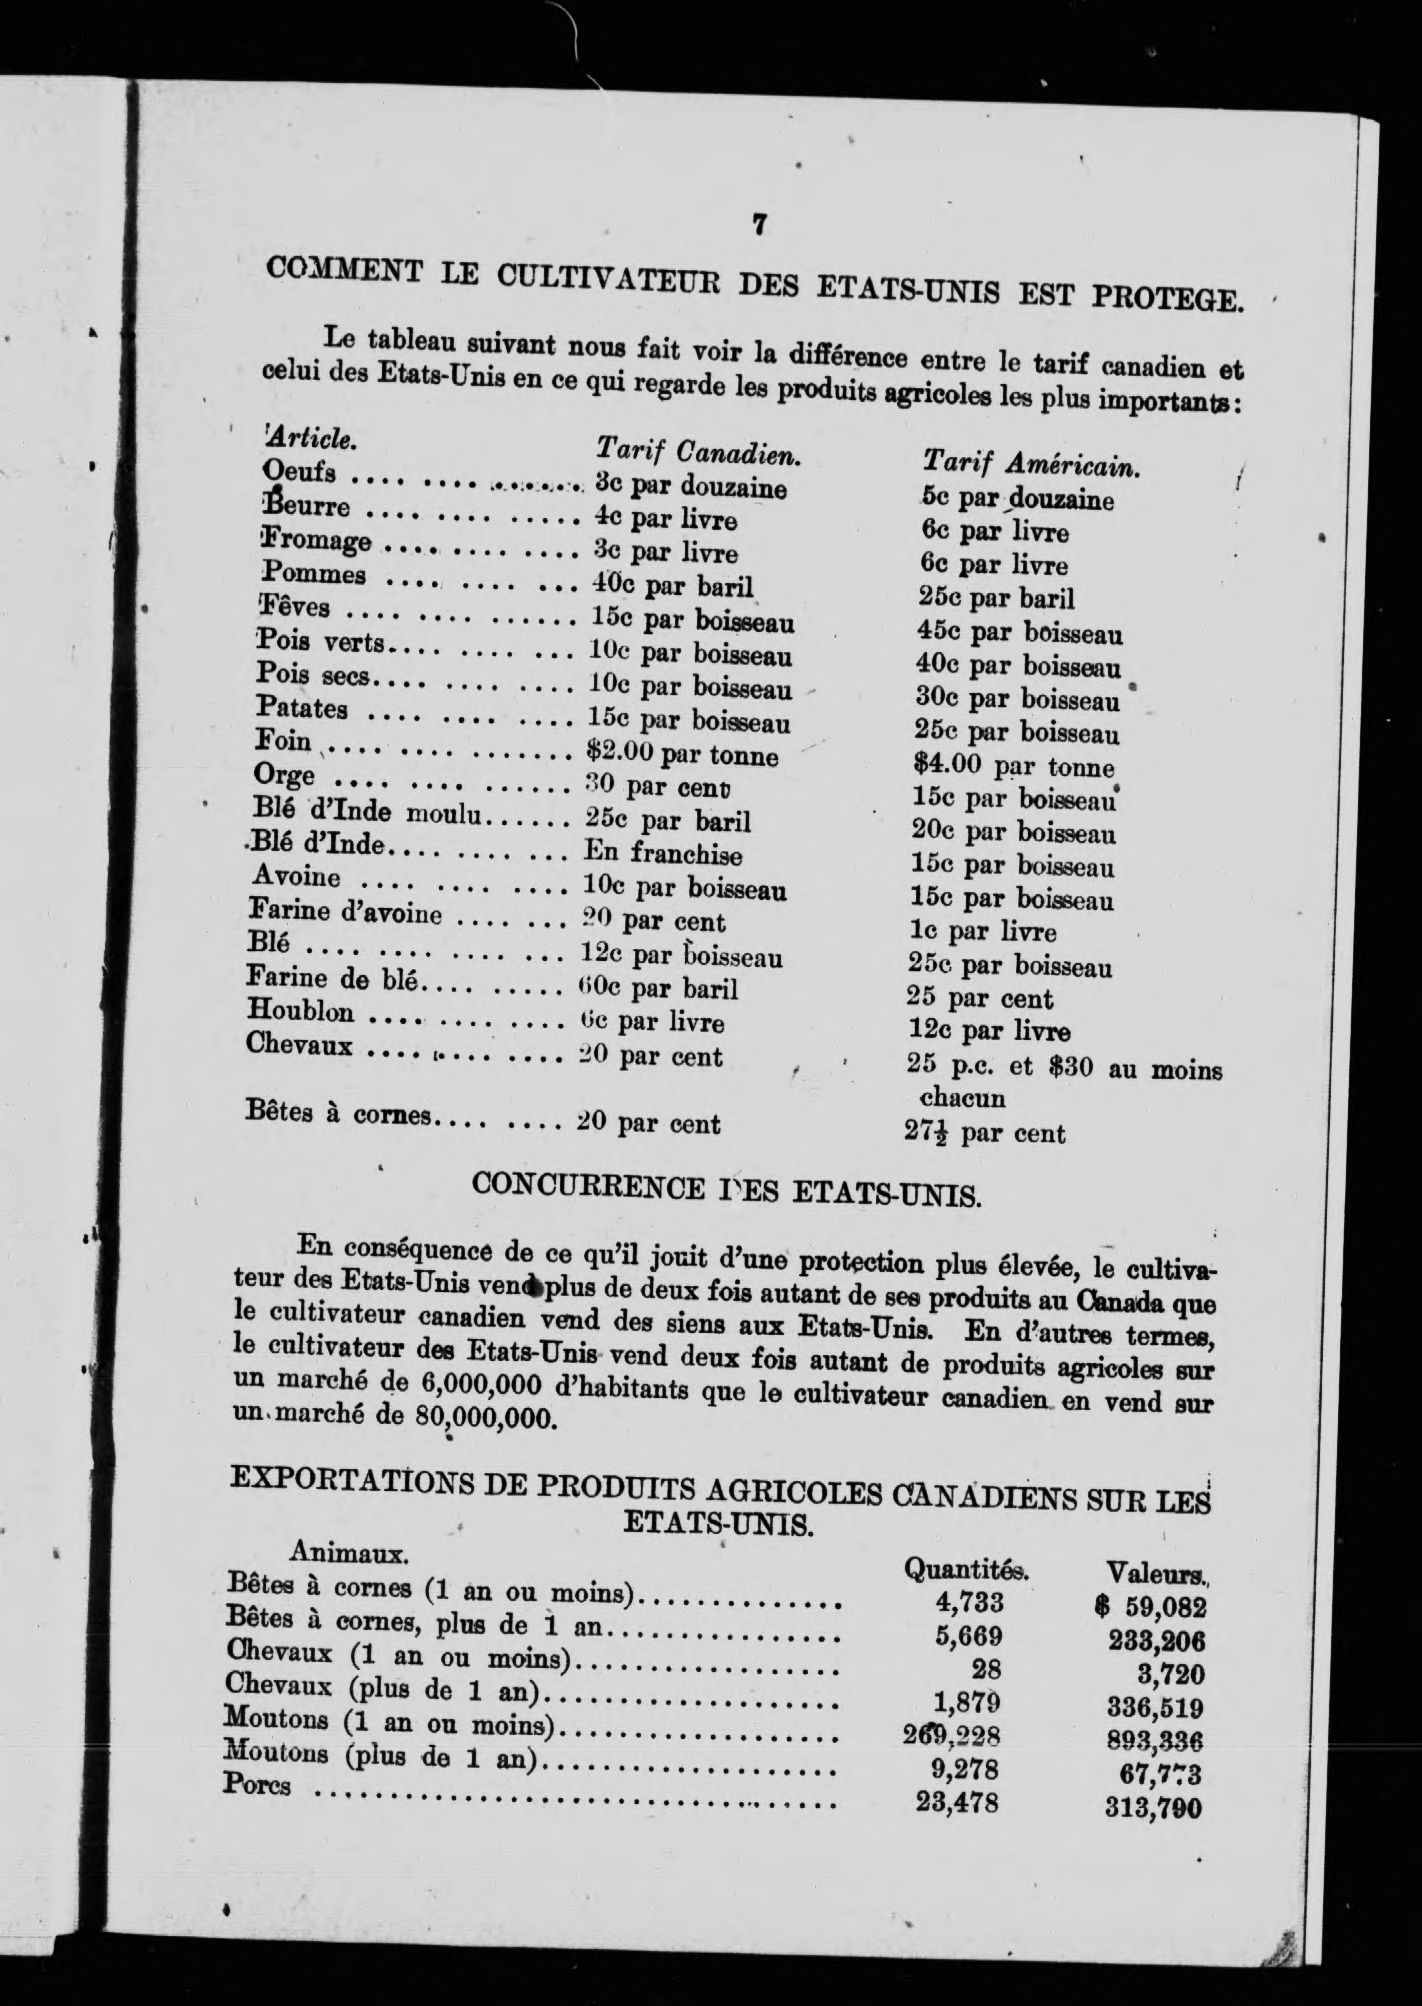 7
COMMENT LE CULTIVATEUR DES ETATS-UNIS EST PROTEGE.
Le tableau suivant nous fait voir la différence entre le tarif canadien et
celui des Etats-Unis en ce qui regarde les produits agricoles les plus importants:
Article. Tarif Canadien. Tarif Américain.
Oeufs .... .... ........ 3c par douzaine 5c par douzaine
Beurre .... .... ..... 4c par livre 6c par livre
Fromage .... .... .... 3c par livre 6c par livre
Pommes .... .... ... 40c par baril 25c par baril
Fêves .... .... ...... 15c par boisseau 45c par boisseau
Pois verts.... .... ... 10c par boisseau 40c par boisseau
Pois secs.... .... .... 10c par boisseau 30c par boisseau
Patates .... .... .... 15c par boisseau 25c par boisseau
Foin .... .... ....... $2.00 par tonne $4.00 par tonne
Orge .... .... ...... 30 par cent 15c par boisseau
Blé d'Inde moulu...... 25c par baril 20c par boisseau
Blé d'Inde.... .... ... En franchise 15c par boisseau
Avoine .... .... .... 10c par boisseau 15c par boisseau
Farine d'avoine .... ... 20 par cent 1c par livre
Blé .... .... .... ... 12c par boisseau 25c par boisseau
Farine de blé.... ..... 60c par baril 25 par cent
Houblon .... .... .... 6c par livre 12c par livre
Chevaux .... .... .... 20 par cent 25 p.c. et $30 au moins
chacun
Bêtes à cornes.... .... 20 par cent 27½ par cent
CONCURRENCE DES ETATS-UNIS.
En conséquence de ce qu'il jouit d'une protection plus élevée, le cultiva-
teur des Etats-Unis vend plus de deux fois autant de ses produits au Canada que
le cultivateur canadien vend des siens aux Etats-Unis. En d'autres termes,
le cultivateur des Etats-Unis vend deux fois autant de produits agricoles sur
un marché de 6,000,000 d'habitants que le cultivateur canadien en vend sur
un marché de 80,000,000.
EXPORTATIONS DE PRODUITS AGRICOLES CANADIENS SUR LES
ETATS-UNIS.
Animaux. Quantités. Valeurs.
Bêtes à cornes (1 an ou moins).............. 4,733 $ 59,082
Bêtes à cornes, plus de 1 an................ 5,669 233,206
Chevaux (1 an ou moins).................. 28 3,720
Chevaux (plus de 1 an).................... 1,879 336,519
Moutons (1 an ou moins)................... 269,228 893,336
Moutons (plus de 1 an).................... 9,278 67,773
Porcs ................................... 23,478 313,790